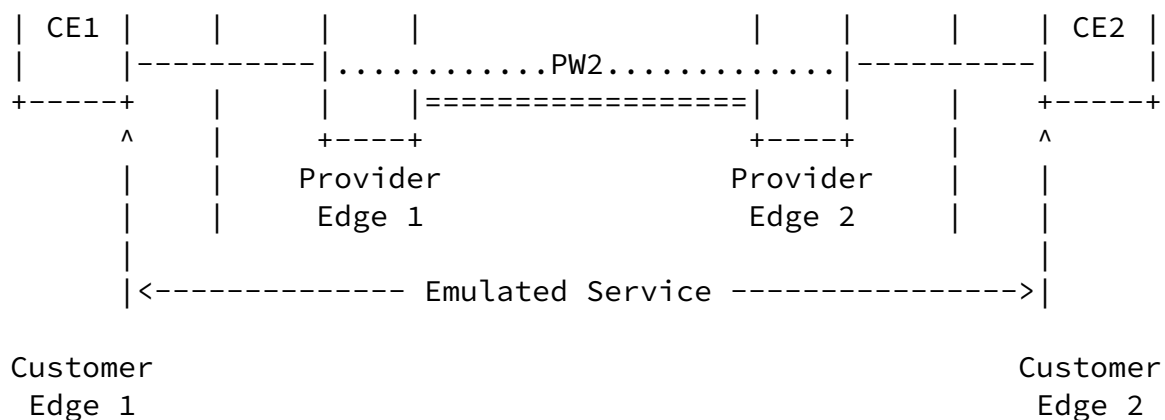 | CE1 |     |     |    |                  |    |     |    | CE2 |
|     |----------|............PW2.............|----------|     |
+-----+     |     |    |==================|    |     |    +-----+
      ^     |     +----+                  +----+     |    ^
      |     |    Provider                Provider    |    |
      |     |     Edge 1                  Edge 2     |    |
      |                                                   |
      |<-------------- Emulated Service ---------------->|
Customer                                                Customer
Edge 1                                                  Edge 2